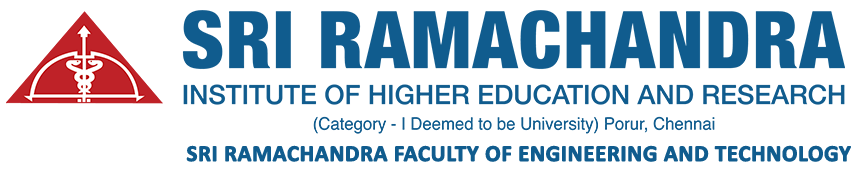 SRI RAMACHANDRA
INSTITUTE OF HIGHER EDUCATION AND RESEARCH
(Category - I Deemed to be University) Porur, Chennai
SRI RAMACHANDRA FACULTY OF ENGINEERING AND TECHNOLOGY